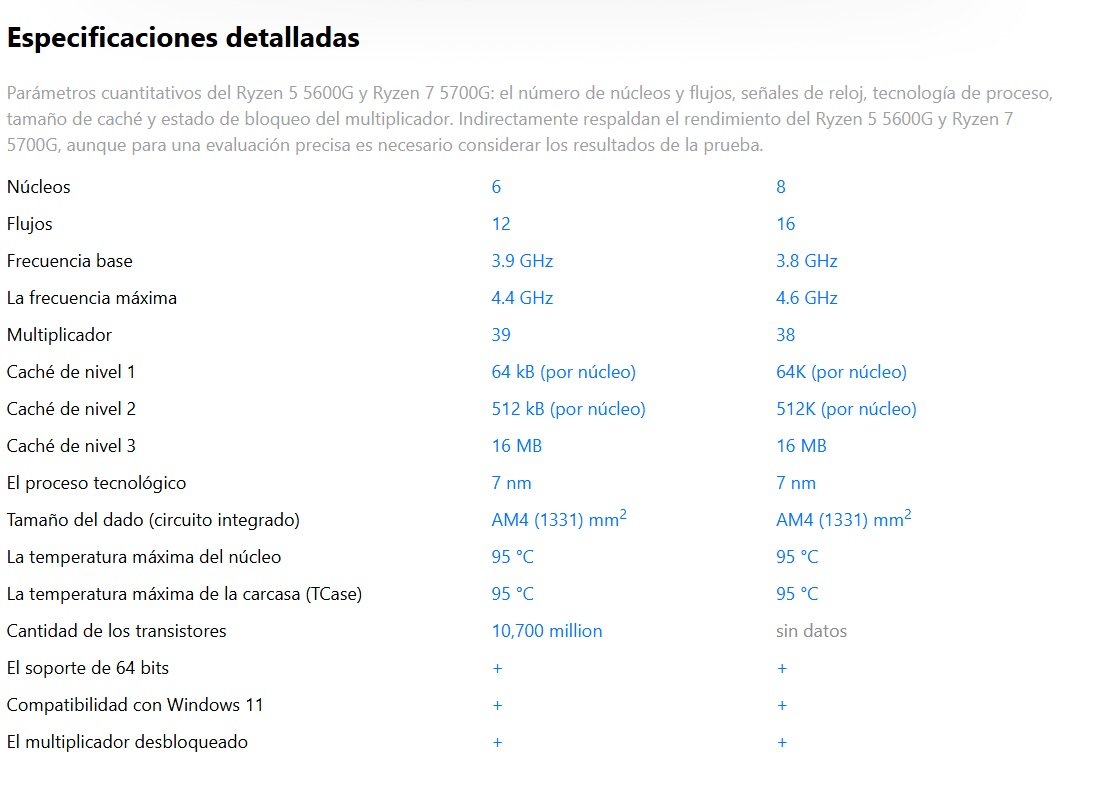 Especificaciones detalladas
Parámetros cuantitativos del Ryzen 5 5600G y Ryzen 7 5700G: el número de núcleos y flujos, señales de reloj, tecnología de proceso,
tamaño de caché y estado de bloqueo del multiplicador. Indirectamente respaldan el rendimiento del Ryzen 5 5600G y Ryzen 7
5700G, aunque para una evaluación precisa es necesario considerar los resultados de la prueba.
Núcleos 6 8
Flujos 12 16
Frecuencia base 3.9 GHz 3.8 GHz
La frecuencia máxima 4.4 GHz 4.6 GHz
Multiplicador 39 38
Caché de nivel 1 64 kB (por núcleo) 64K (por núcleo)
Caché de nivel 2 512 kB (por núcleo) 512K (por núcleo)
Caché de nivel 3 16 MB 16 MB
El proceso tecnológico 7 nm 7 nm
Tamaño del dado (circuito integrado) AM4 (1331) mm² AM4 (1331) mm²
La temperatura máxima del núcleo 95 °C 95 °C
La temperatura máxima de la carcasa (TCase) 95 °C 95 °C
Cantidad de los transistores 10,700 million sin datos
El soporte de 64 bits + +
Compatibilidad con Windows 11 + +
El multiplicador desbloqueado + +